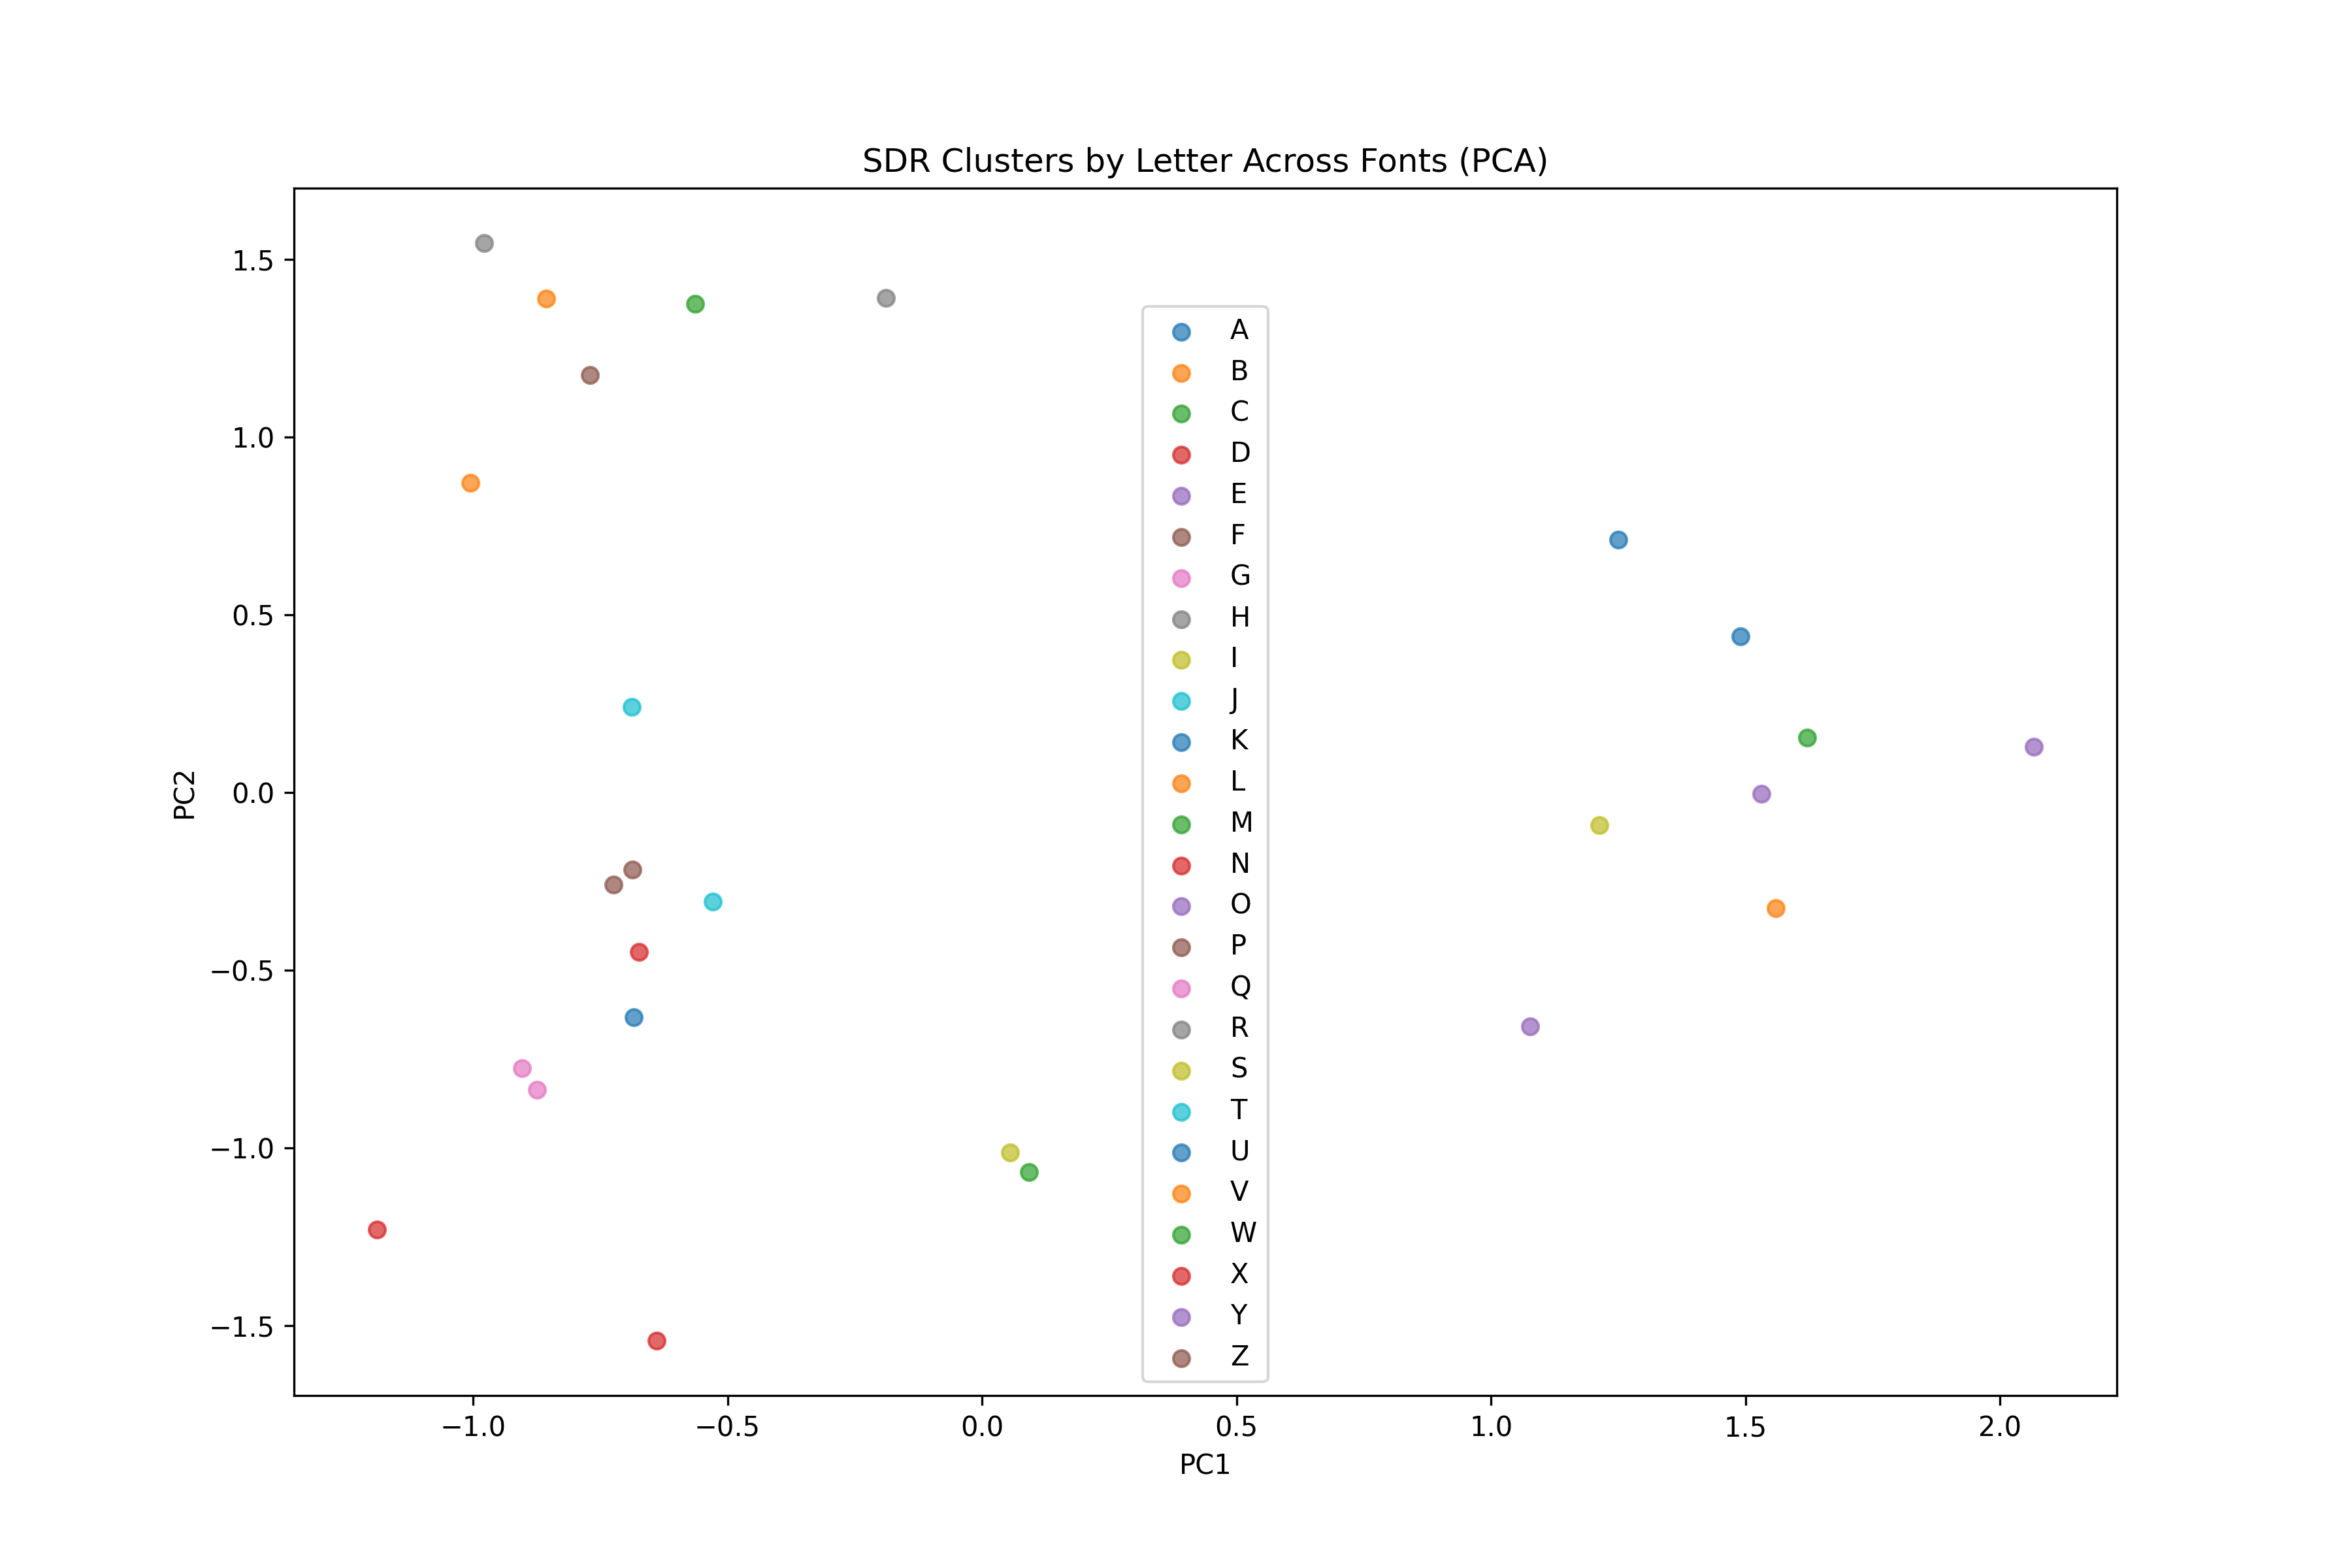 SDR Clusters by Letter Across Fonts (PCA)
1.5
1.0
0.5
0.0
−0.5
−1.0
−1.5
PC2
A
B
C
D
E
F
G
H
I
J
K
L
M
N
O
P
Q
R
S
T
U
V
W
X
Y
Z
−1.0 −0.5 0.0 0.5 1.0 1.5 2.0
PC1